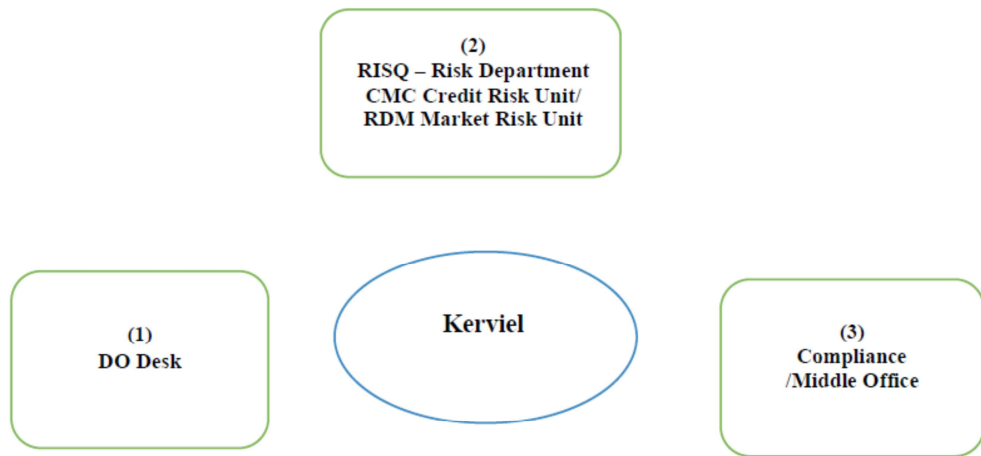 (2)
RISQ – Risk Department
CMC Credit Risk Unit/
RDM Market Risk Unit
(1)
DO Desk
Kerviel
(3)
Compliance
/Middle Office